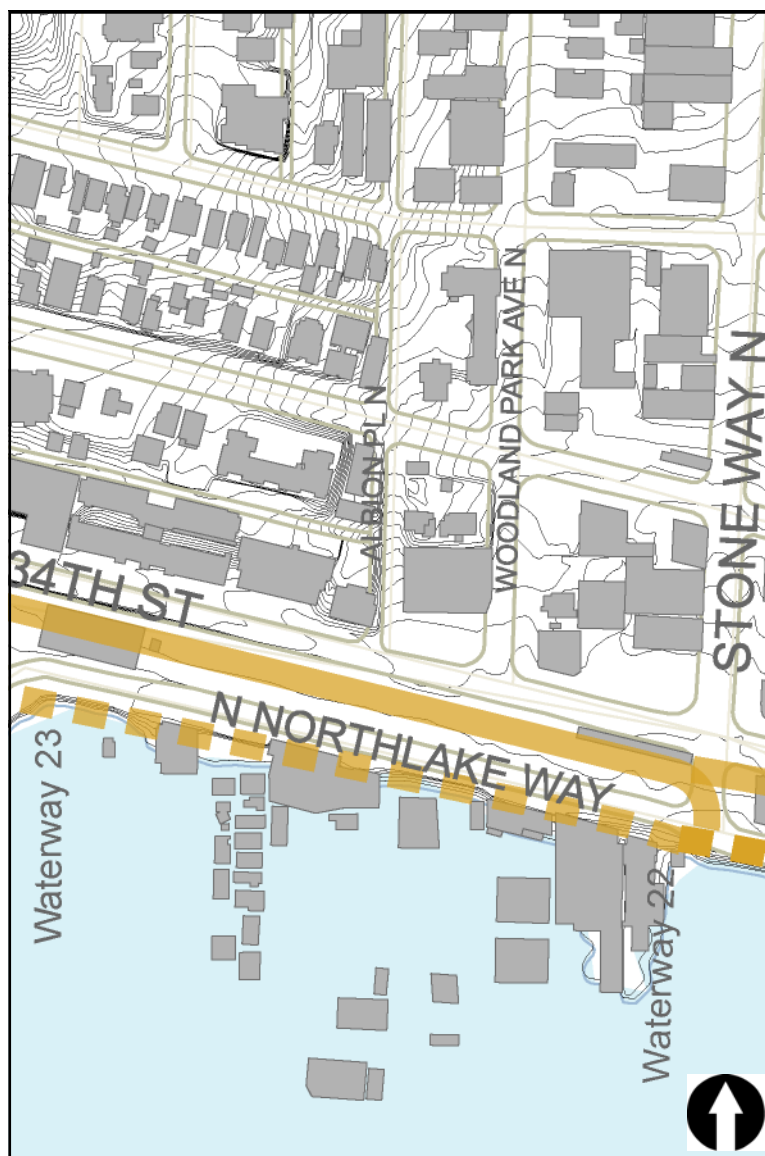 WOODLAND PARK AVE N
STONE WAY N
ALBION PL N
34TH ST
N NORTHLAKE WAY
Waterway 23
Waterway 22